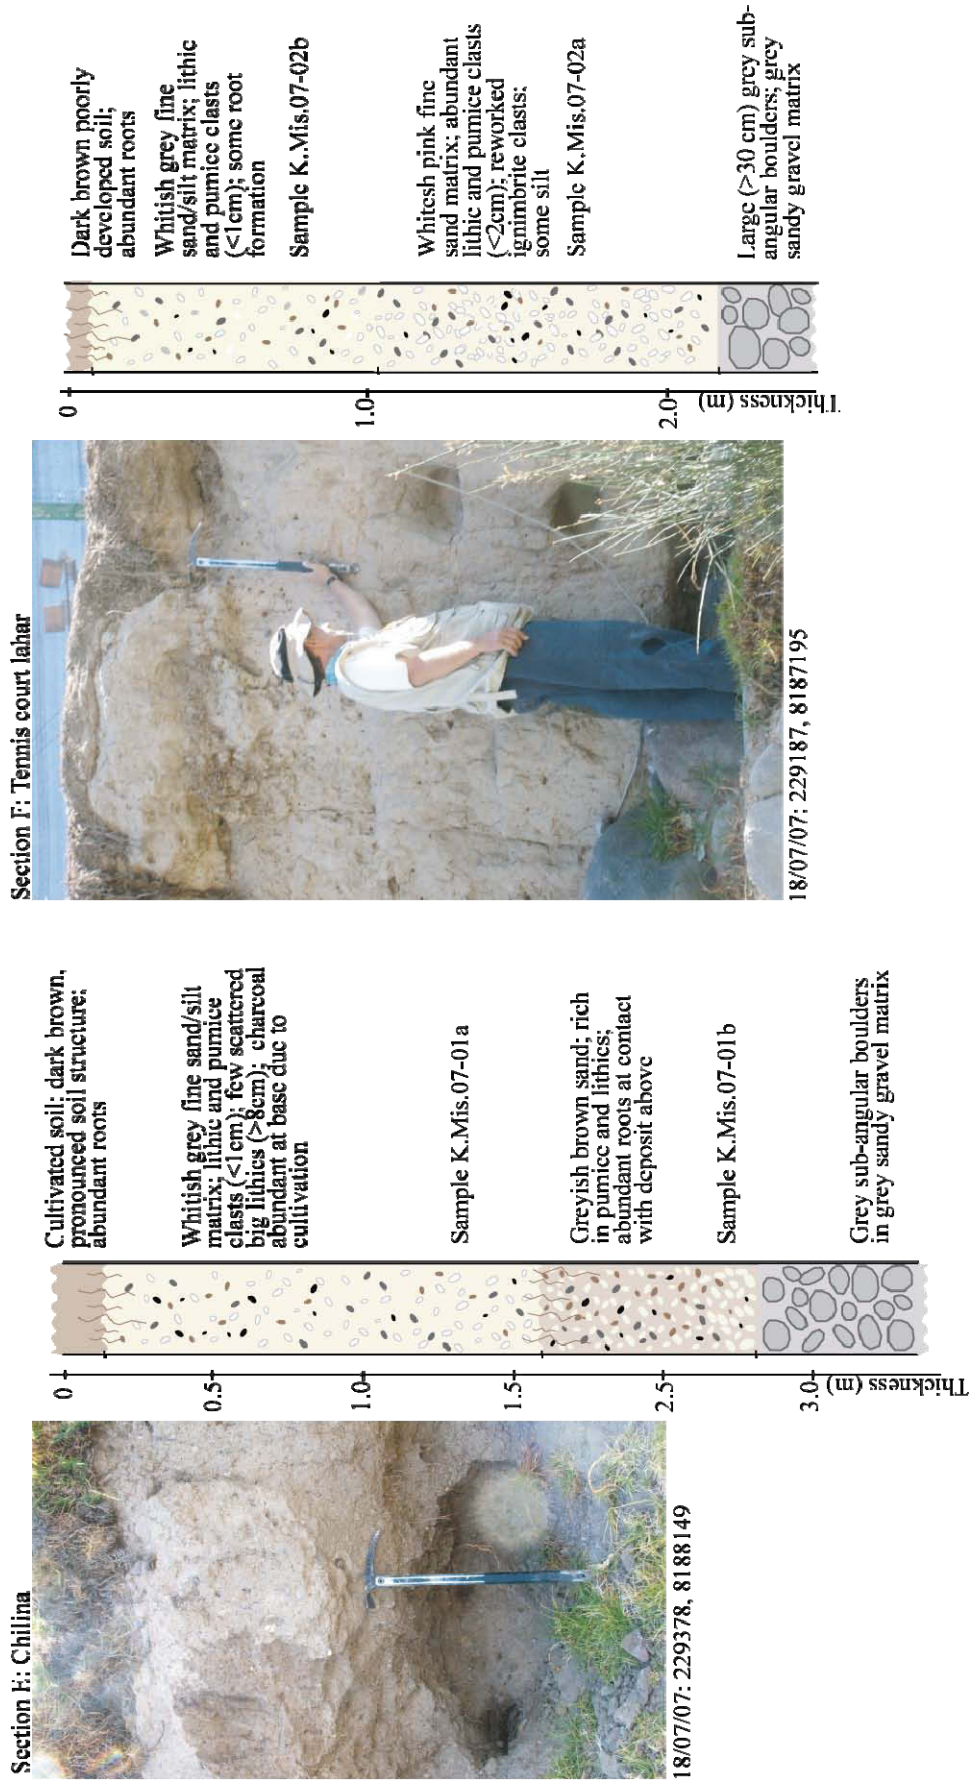 Section E: Chilina
Cultivated soil; dark brown,
pronounced soil structure;
abundant roots
Whitish grey fine sand/silt
matrix; lithic and pumice
clasts (<1cm); few scattered
big lithics (>8cm); charcoal
abundant at base due to
cultivation
Sample K.Mis.07-01a
Greyish brown sand; rich
in pumice and lithics;
abundant roots at contact
with deposit above
Sample K.Mis.07-01b
Grey sub-angular boulders
in grey sandy gravel matrix
0
0.5
1.0
1.5
2.5
3.0
Thickness (m)
18/07/07: 229378, 8188149
Section F: Tennis court lahar
Dark brown poorly
developed soil;
abundant roots
Whitish grey fine
sand/silt matrix; lithic
and pumice clasts
(<1cm); some root
formation
Sample K.Mis.07-02b
Whitesh pink fine
sand matrix; abundant
lithic and pumice clasts
(<2cm); reworked
ignimbrite clasts;
some silt
Sample K.Mis.07-02a
Large (>30 cm) grey sub-
angular boulders; grey
sandy gravel matrix
0
1.0
2.0
Thickness (m)
18/07/07: 229187, 8187195